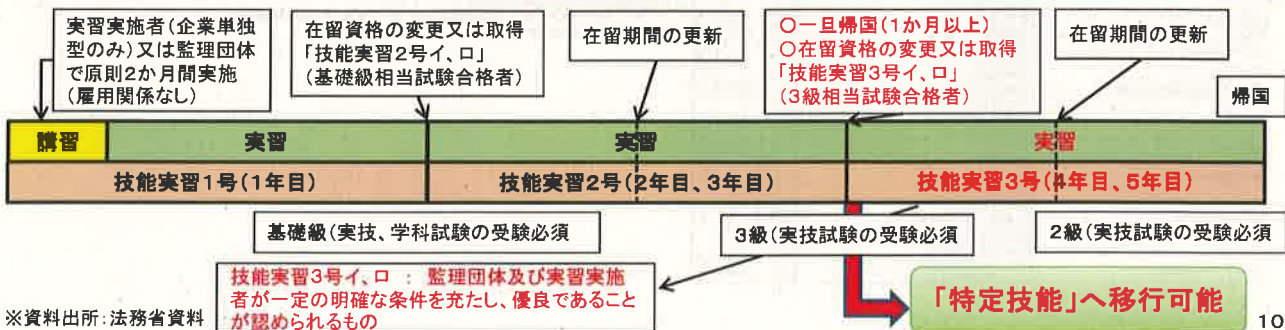 実習実施者(企業単独
型のみ)又は監理団体
で原則2か月間実施
(雇用関係なし)
在留資格の変更又は取得
「技能実習2号イ、ロ」
(基礎級相当試験合格者)
在留期間の更新
○一旦帰国(1か月以上)
○在留資格の変更又は取得
「技能実習3号イ、ロ」
(3級相当試験合格者)
在留期間の更新
帰国
講習
実習
実習
実習
技能実習1号(1年目)
技能実習2号(2年目、3年目)
技能実習3号(4年目、5年目)
基礎級(実技、学科試験の受験必須
3級(実技試験の受験必須
2級(実技試験の受験必須
技能実習3号イ、ロ : 監理団体及び実習実施
者が一定の明確な条件を充たし、優良であること
が認められるもの
「特定技能」へ移行可能
※資料出所:法務省資料
10